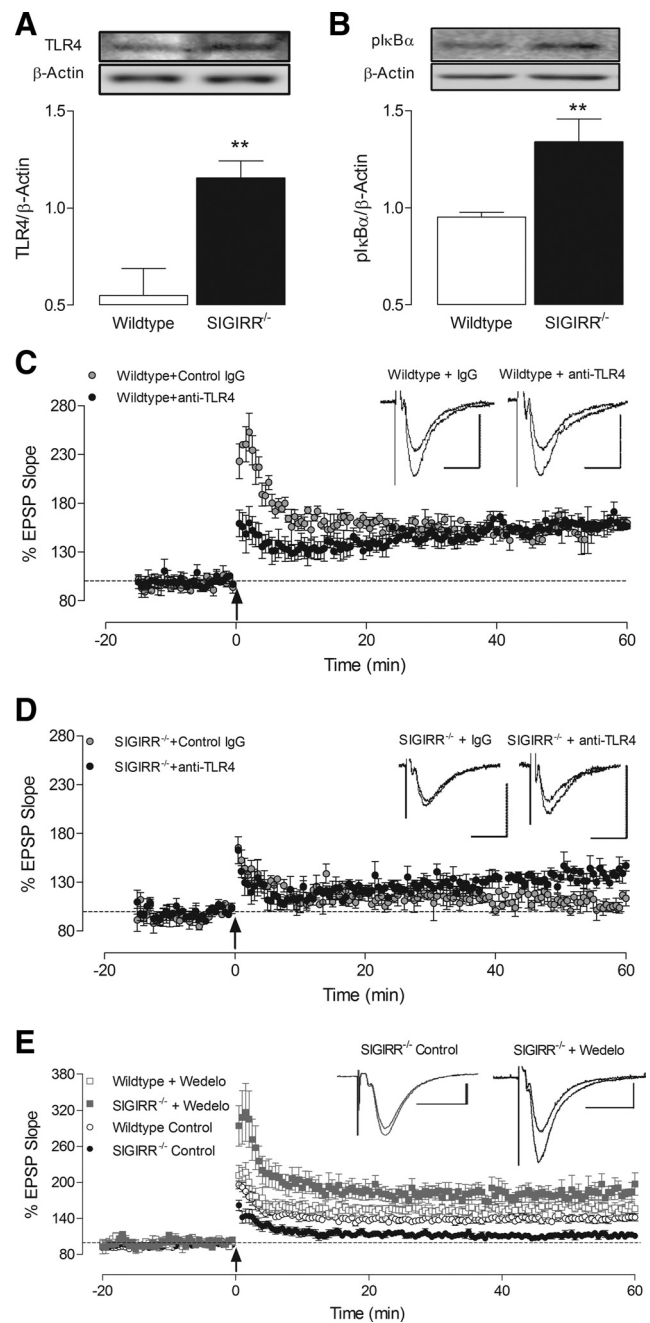 A
TLR4
β-Actin
1.5
1.0
0.5
TLR4/β-Actin
**
Wildtype
SIGIRR-/-
B
pIκBα
β-Actin
1.5
1.0
0.5
pIκBα/β-Actin
**
Wildtype
SIGIRR-/-
C
Wildtype+Control IgG
Wildtype+anti-TLR4
Wildtype + IgG
Wildtype + anti-TLR4
280
230
180
130
80
% EPSP Slope
-20
0
20
40
60
Time (min)
D
SIGIRR-/-+Control IgG
SIGIRR-/-+anti-TLR4
SIGIRR-/- + IgG
SIGIRR-/- + anti-TLR4
280
230
180
130
80
% EPSP Slope
-20
0
20
40
60
Time (min)
E
Wildtype + Wedelo
SIGIRR-/- + Wedelo
Wildtype Control
SIGIRR-/- Control
SIGIRR-/- Control
SIGIRR-/- + Wedelo
380
320
260
200
140
80
% EPSP Slope
-20
0
20
40
60
Time (min)